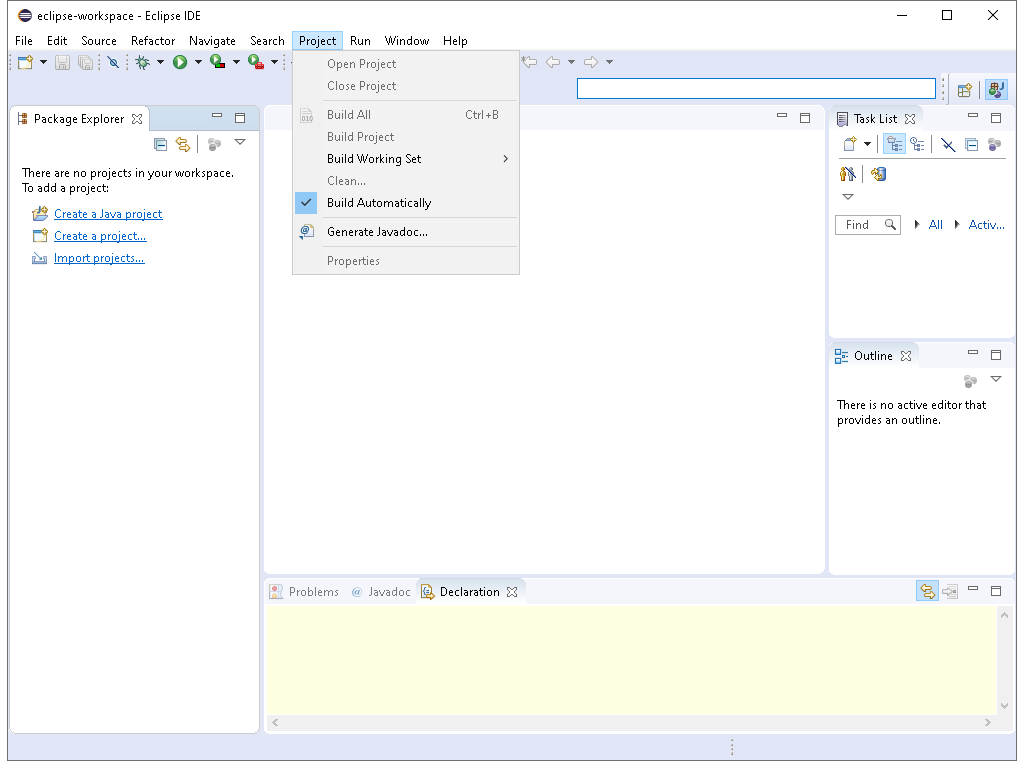 eclipse-workspace - Eclipse IDE
File Edit Source Refactor Navigate Search Project Run Window Help
Open Project
Close Project
Build All Ctrl+B
Build Project
Build Working Set
Clean...
Build Automatically
Generate Javadoc...
Properties
Package Explorer
There are no projects in your workspace.
To add a project:
Create a Java project
Create a project...
Import projects...
Task List
Find All Activ...
Outline
There is no active editor that
provides an outline.
Problems @ Javadoc Declaration